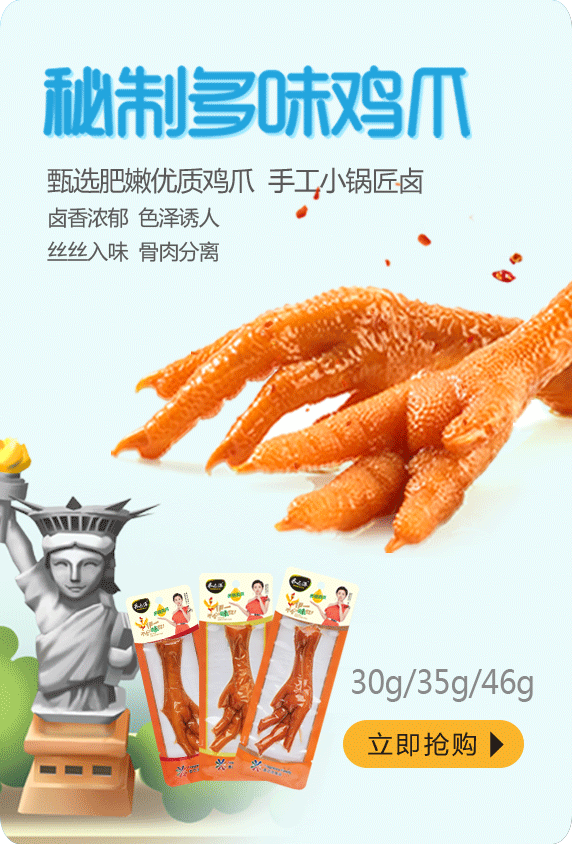 秘制多味鸡爪
甄选肥嫩优质鸡爪 手工小锅匠卤
卤香浓郁 色泽诱人
丝丝入味 骨肉分离
30g/35g/46g
立即抢购